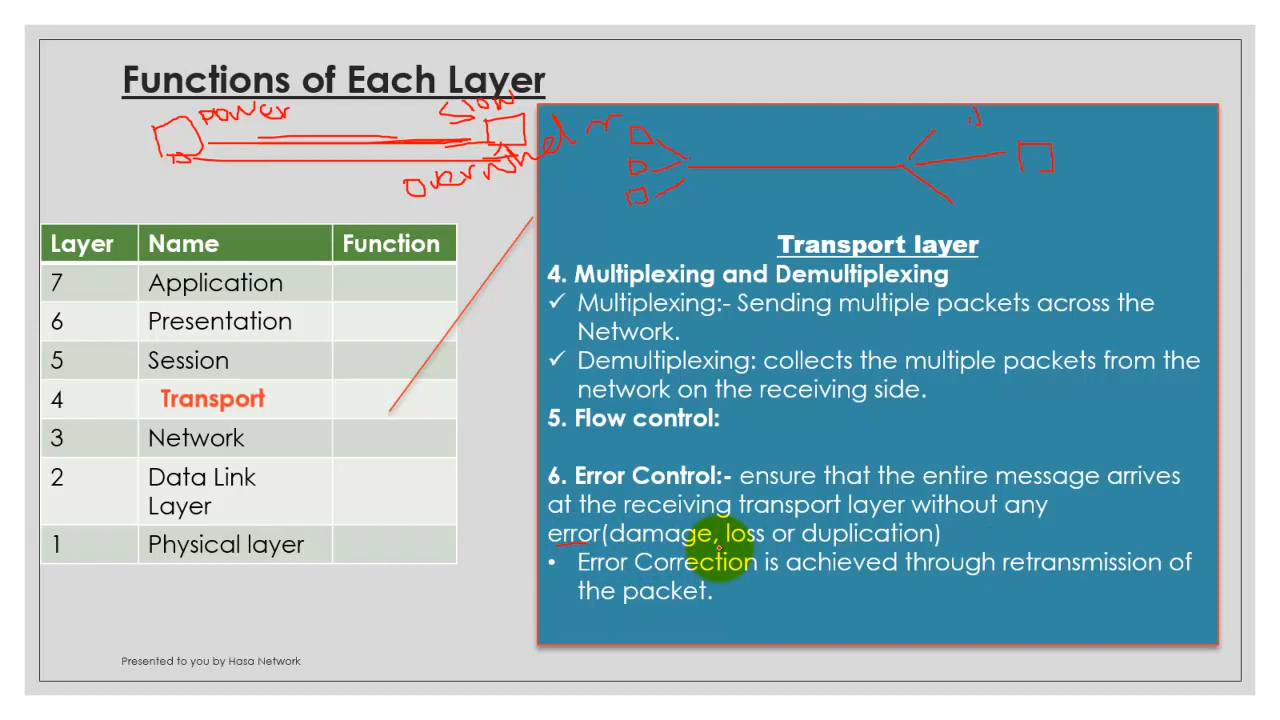 Functions of Each Layer
power
slow
Layer Name Function
7 Application
6 Presentation
5 Session
4 Transport
3 Network
2 Data Link
Layer
1 Physical layer
Transport layer
4. Multiplexing and Demultiplexing
✓ Multiplexing:- Sending multiple packets across the
Network.
✓ Demultiplexing: collects the multiple packets from the
network on the receiving side.
5. Flow control:
6. Error Control:- ensure that the entire message arrives
at the receiving transport layer without any
error(damage, loss or duplication)
• Error Correction is achieved through retransmission of
the packet.
Presented to you by Hasa Network